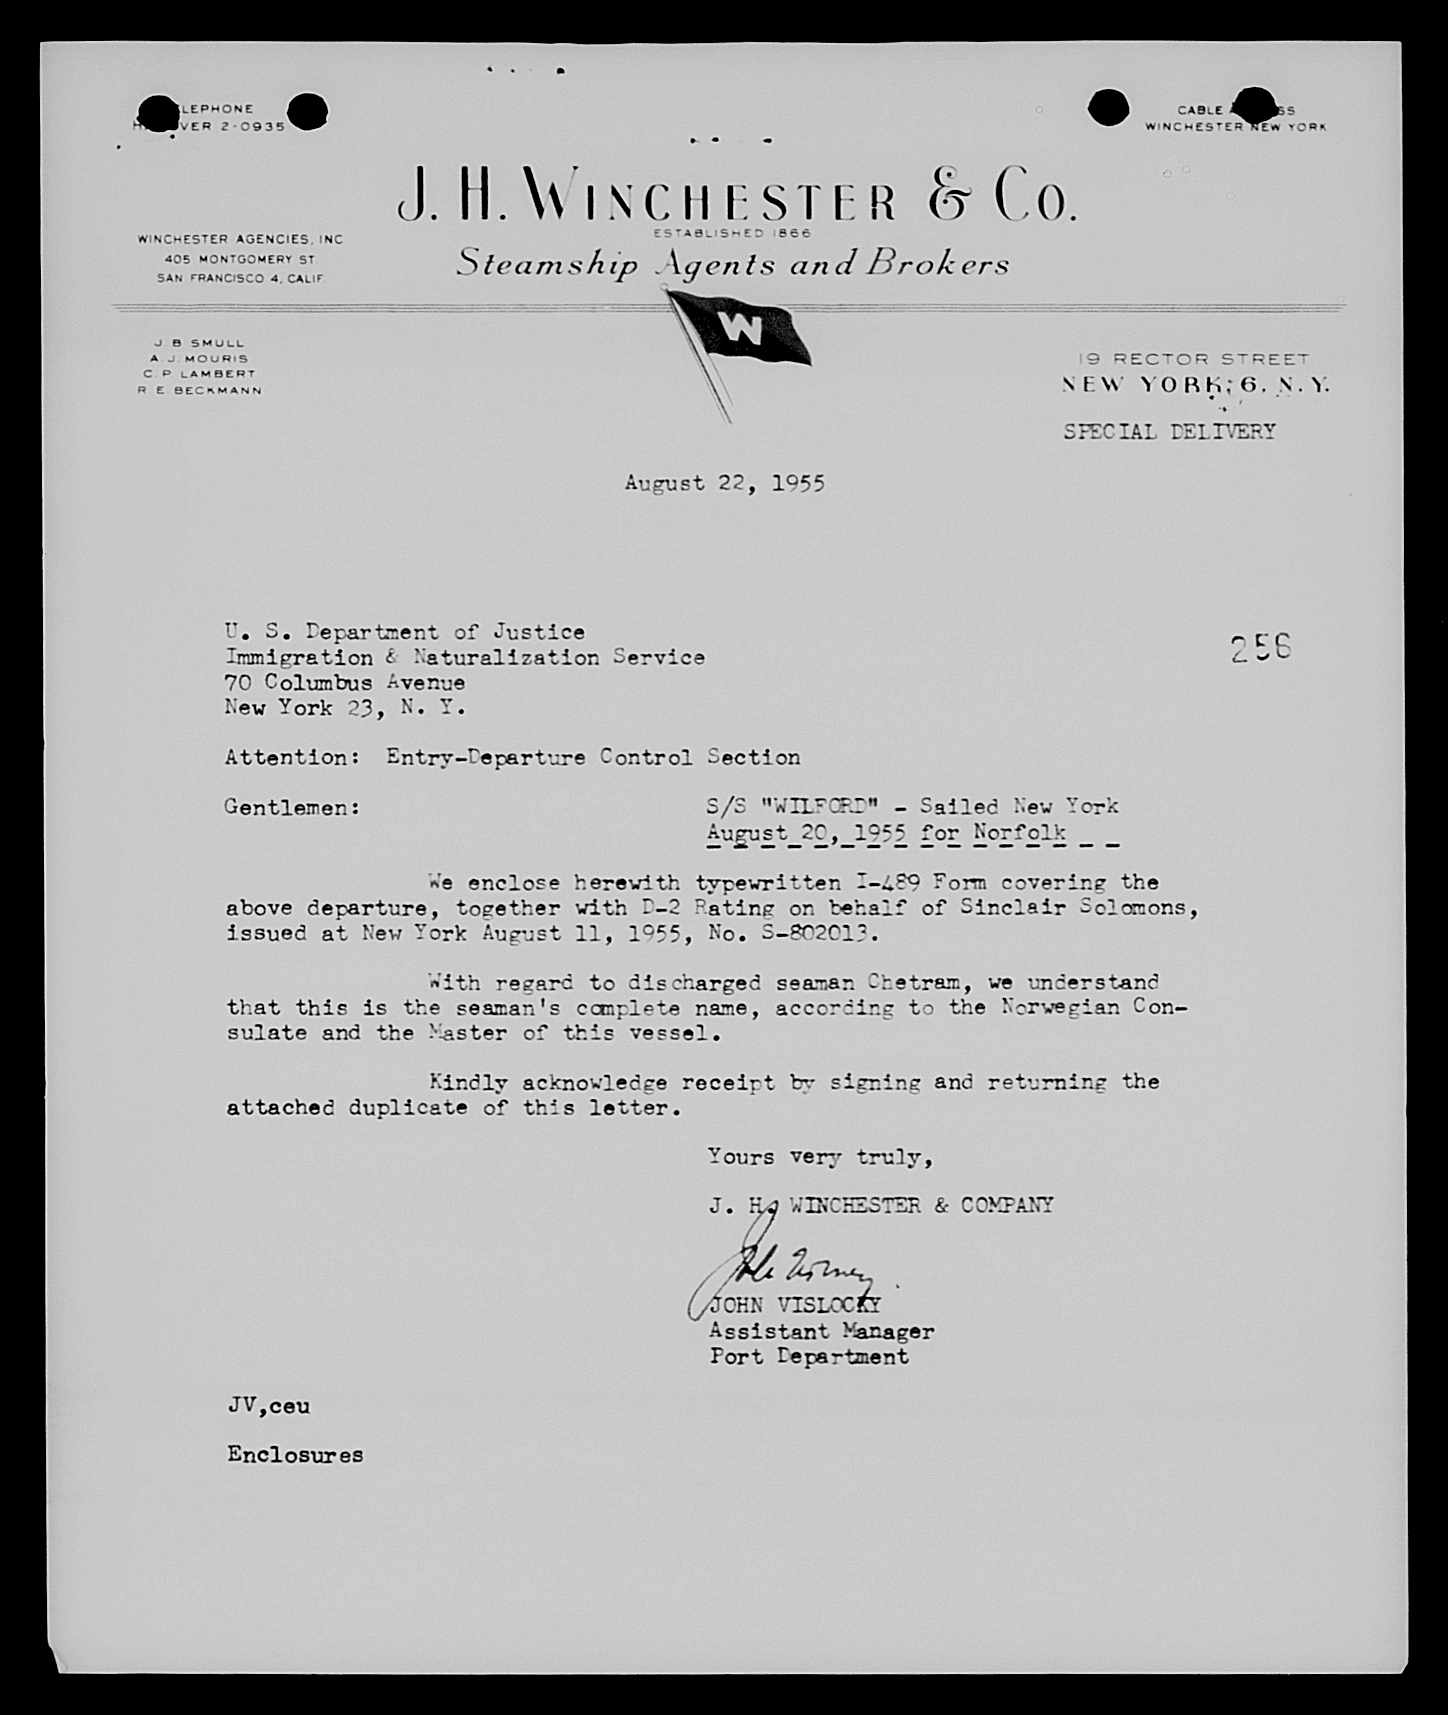 TELEPHONE
HANOVER 2-0935
CABLE ADDRESS
WINCHESTER NEW YORK
J. H. WINCHESTER & CO.
ESTABLISHED 1866
Steamship Agents and Brokers
WINCHESTER AGENCIES, INC
405 MONTGOMERY ST.
SAN FRANCISCO 4, CALIF.
W
J. B. SMULL
A. J. MOURIS
C. P. LAMBERT
R. E. BECKMANN
19 RECTOR STREET
NEW YORK, 6, N. Y.
SPECIAL DELIVERY
August 22, 1955
U. S. Department of Justice
Immigration & Naturalization Service
70 Columbus Avenue
New York 23, N. Y.
256
Attention: Entry-Departure Control Section
Gentlemen:
S/S "WILFORD" - Sailed New York
August 20, 1955 for Norfolk
We enclose herewith typewritten I-489 Form covering the
above departure, together with D-2 Rating on behalf of Sinclair Solomons,
issued at New York August 11, 1955, No. S-802013.
With regard to discharged seaman Chetram, we understand
that this is the seaman's complete name, according to the Norwegian Con-
sulate and the Master of this vessel.
Kindly acknowledge receipt by signing and returning the
attached duplicate of this letter.
Yours very truly,
J. H. WINCHESTER & COMPANY
JOHN VISLOCKY
Assistant Manager
Port Department
JV,ceu
Enclosures